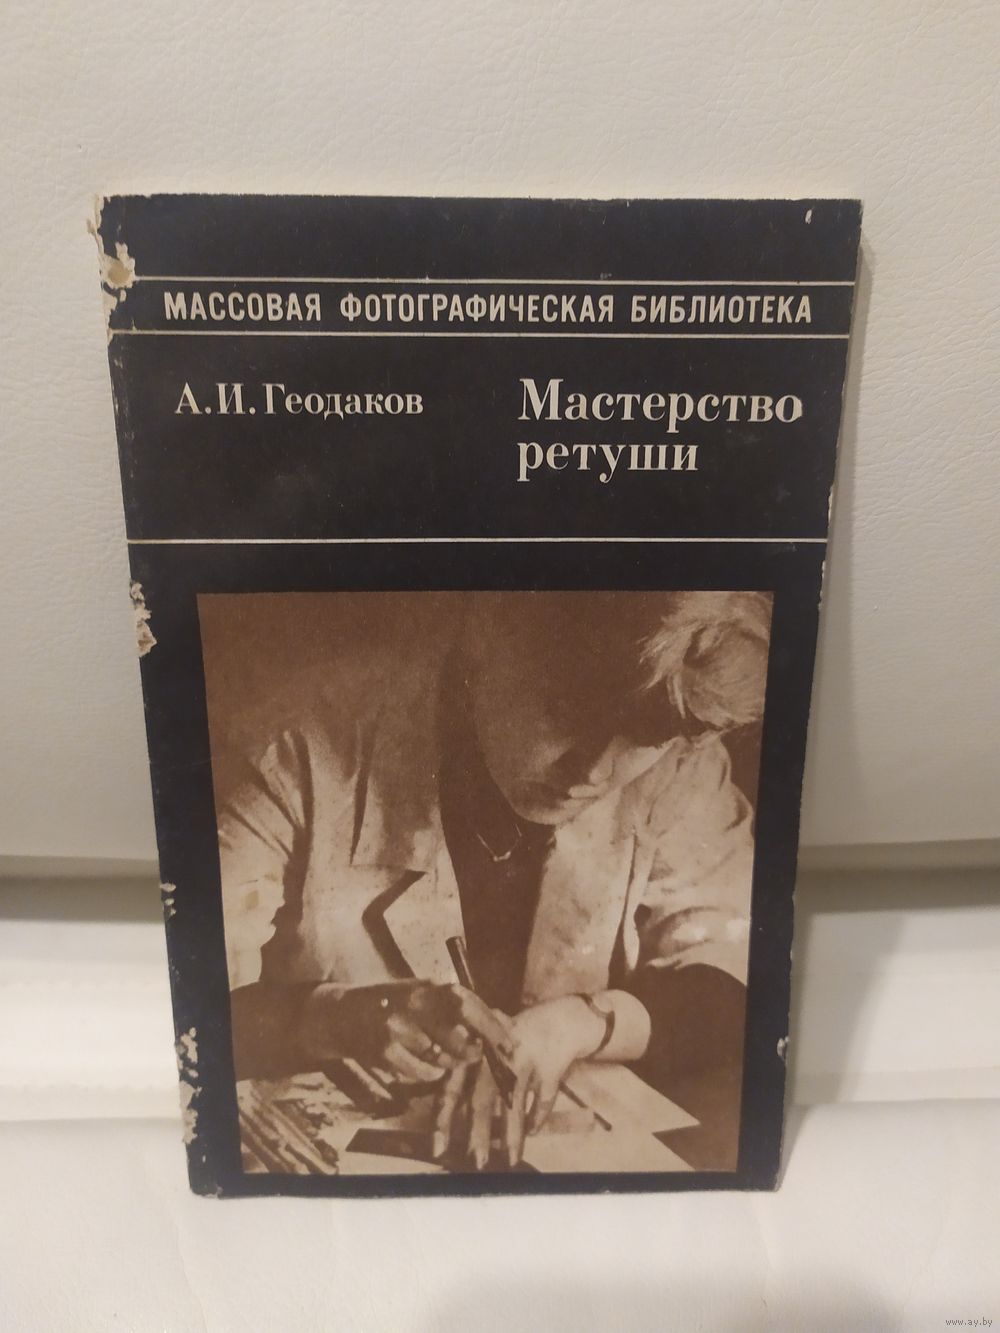 МАССОВАЯ ФОТОГРАФИЧЕСКАЯ БИБЛИОТЕКА
А.И. Геодаков
Мастерство
ретуши
www.ay.by